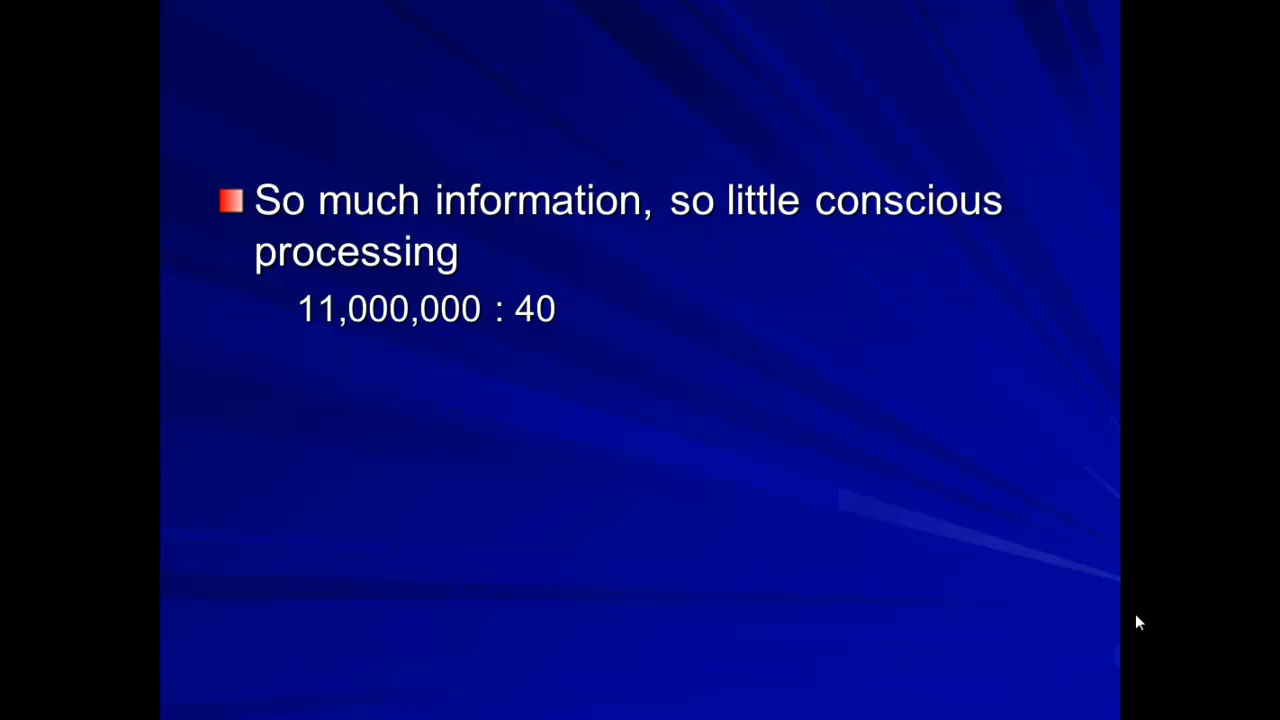 So much information, so little conscious
processing
11,000,000 : 40